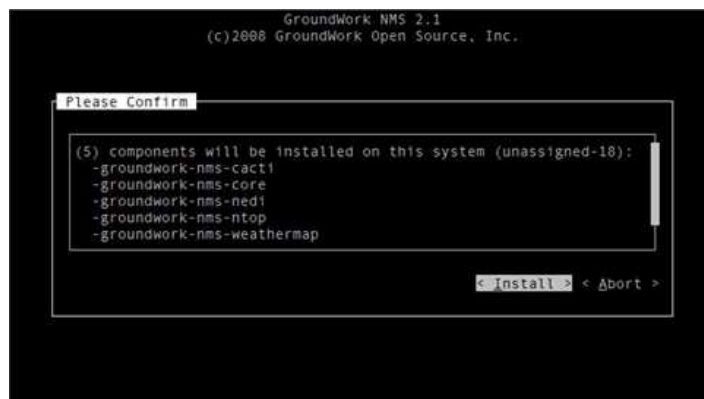 GroundWork NMS 2.1
(c)2008 GroundWork Open Source, Inc.
Please Confirm
(5) components will be installed on this system (unassigned-18):
-groundwork-nms-cacti
-groundwork-nms-core
-groundwork-nms-nedi
-groundwork-nms-ntop
-groundwork-nms-weathermap
< Install > < Abort >